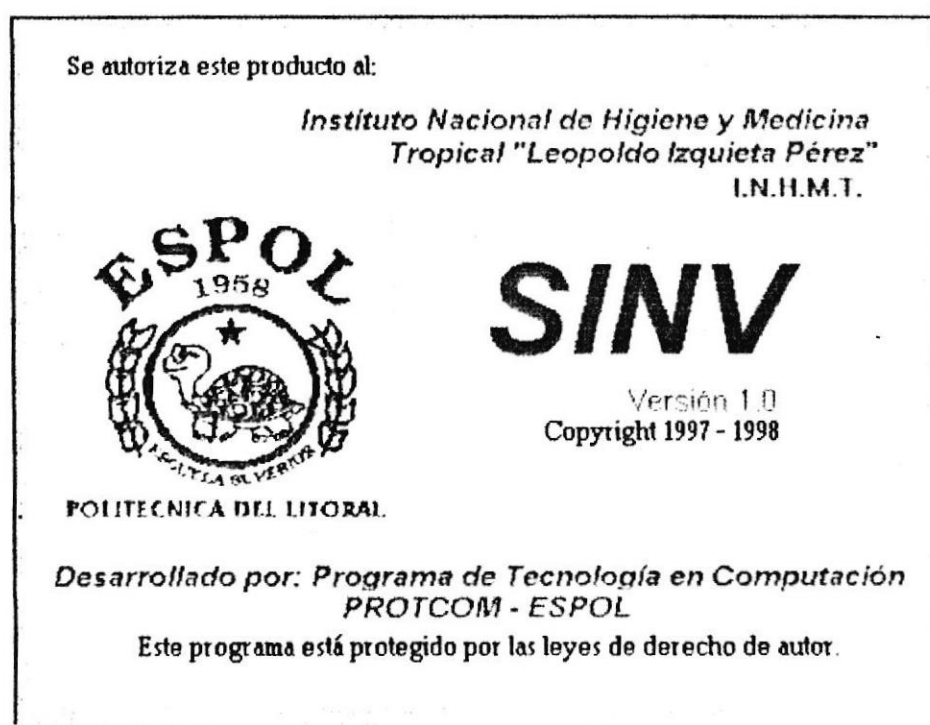 Se autoriza este producto al:
Instituto Nacional de Higiene y Medicina
Tropical "Leopoldo Izquieta Pérez"
I.N.H.M.T.
ESPOL
1958
ESCUELA SUPERIOR
POLITECNICA DEL LITORAL
SINV
Versión 1.0
Copyright 1997 - 1998
Desarrollado por: Programa de Tecnología en Computación
PROTCOM - ESPOL
Este programa está protegido por las leyes de derecho de autor.